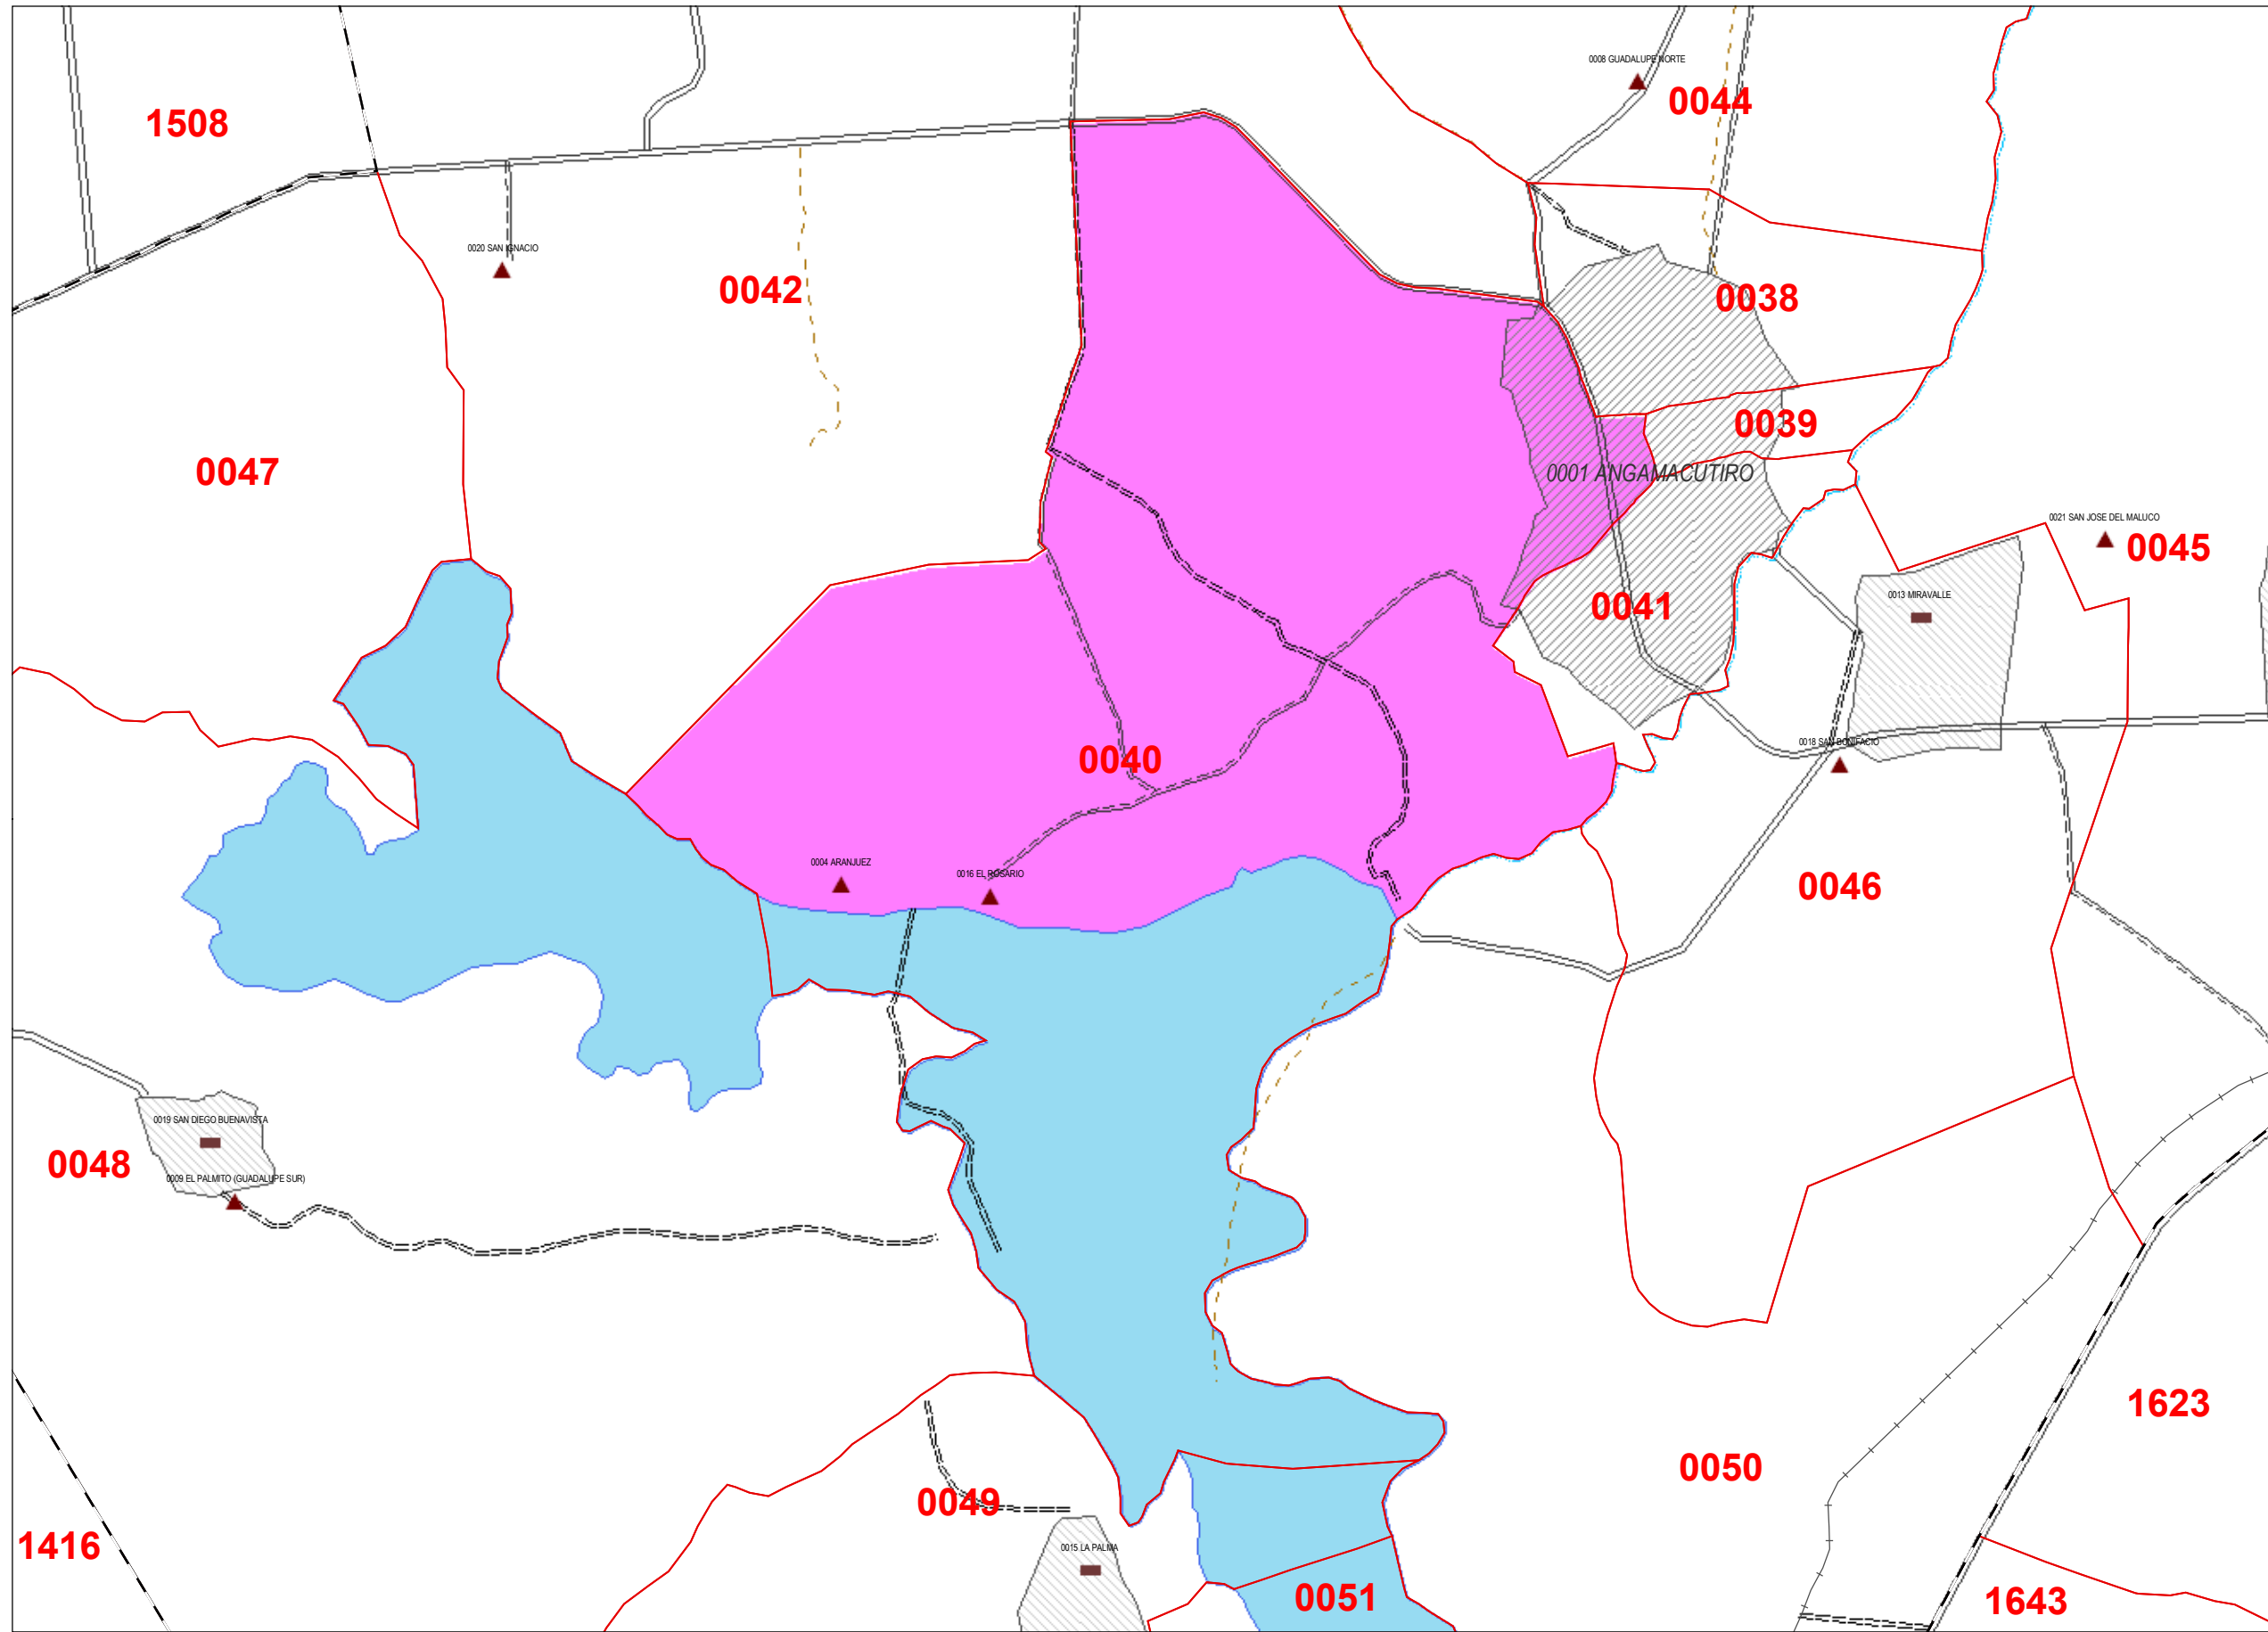 0008 GUADALUPE NORTE
0044
1508
0020 SAN IGNACIO
0042
0038
0039
0047
0001 ANGAMACUTIRO
0021 SAN JOSE DEL MALUCO
0045
0013 MIRAVALLE
0041
0018 SAN BONIFACIO
0040
0004 ARANJUEZ
0016 EL ROSARIO
0046
0019 SAN DIEGO BUENAVISTA
0048
0009 EL PALMITO (GUADALUPE SUR)
1623
0050
0049
1416
0015 LA PALMA
0051
1643